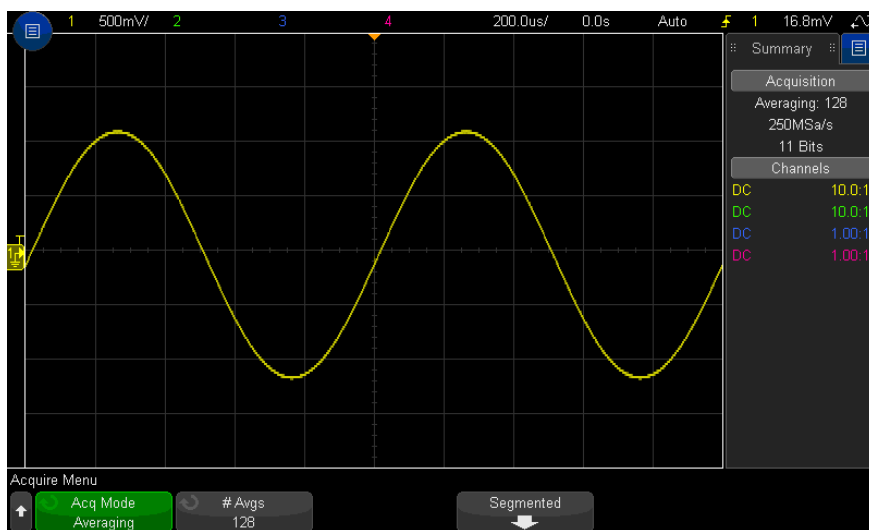 1 500mV/ 2 3 4 200.0us/ 0.0s Auto 1 16.8mV
Summary
Acquisition
Averaging: 128
250MSa/s
11 Bits
Channels
DC 10.0:1
DC 10.0:1
DC 1.00:1
DC 1.00:1
T
1
Acquire Menu
Acq Mode
Averaging
# Avgs
128
Segmented